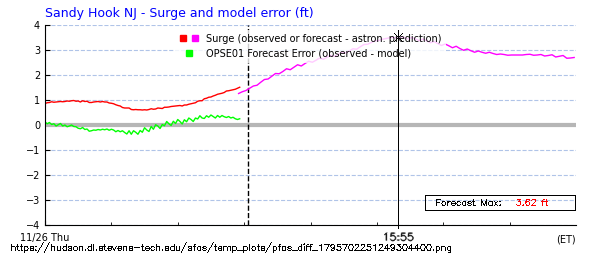 Sandy Hook NJ - Surge and model error (ft)
4
Surge (observed or forecast - astron. prediction)
3
OPSE01 Forecast Error (observed - model)
2
1
0
−1
−2
−3
Forecast Max: 3.62 ft
−4
11/26 Thu
15:55
(ET)
https://hudson.dl.stevens-tech.edu/sfas/temp_plots/pfas_diff_1795702251249304400.png